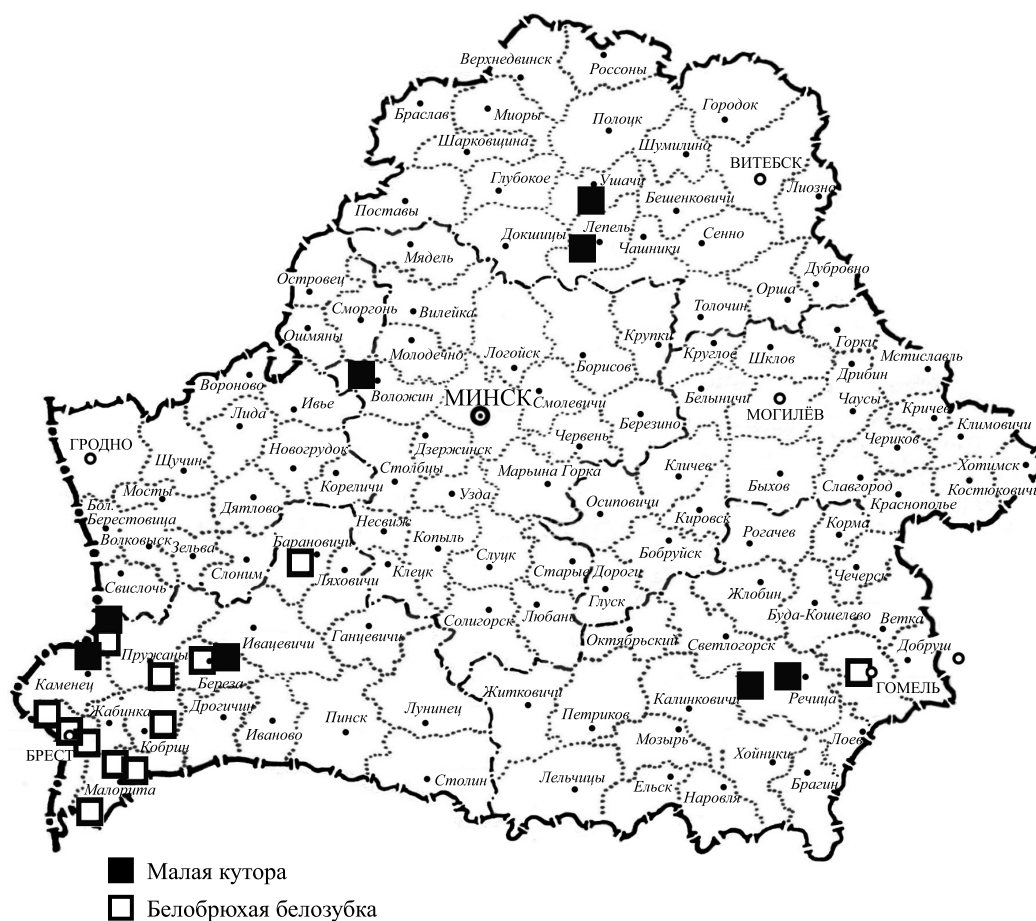 Верхнедвинск
Россоны
Браслав
Миоры
Полоцк
Городок
Шарковщина
Шумилино
ВИТЕБСК
Глубокое
Ушачи
Бешенковичи
Лиозно
Поставы
Докшицы
Лепель
Чашники
Сенно
Мядель
Дубровно
Островец
Орша
Сморгонь
Вилейка
Толочин
Ошмяны
Молодечно
Логойск
Борисов
Крупки
Круглое
Шклов
Горки
Мстиславль
Дрибин
Вороново
Воложин
МИНСК
Смолевичи
Белыничи
МОГИЛЁВ
Чаусы
Кричев
Климовичи
Лида
Ивье
Березино
Червень
Чериков
ГРОДНО
Щучин
Новогрудок
Дзержинск
Столбцы
Марьина Горка
Кличев
Хотимск
Мосты
Кореличи
Узда
Осиповичи
Быхов
Славгород
Костюковичи
Краснополье
Бол.
Берестовица
Дятлово
Несвиж
Кировск
Корма
Волковыск
Зельва
Барановичи
Копыль
Слуцк
Бобруйск
Рогачев
Свислочь
Слоним
Ляховичи
Клецк
Старые Дороги
Чечерск
Глуск
Жлобин
Солигорск
Любань
Буда-Кошелево
Ивацевичи
Ганцевичи
Октябрьский
Светлогорск
Ветка
Пружаны
Добруш
Каменец
Береза
Житковичи
Калинковичи
Речица
ГОМЕЛЬ
Жабинка
Дрогичин
Пинск
Лунинец
Петриков
БРЕСТ
Кобрин
Иваново
Мозырь
Хойники
Лоев
Малорита
Столин
Лельчицы
Ельск
Наровля
Брагин
Малая кутора
Белобрюхая белозубка